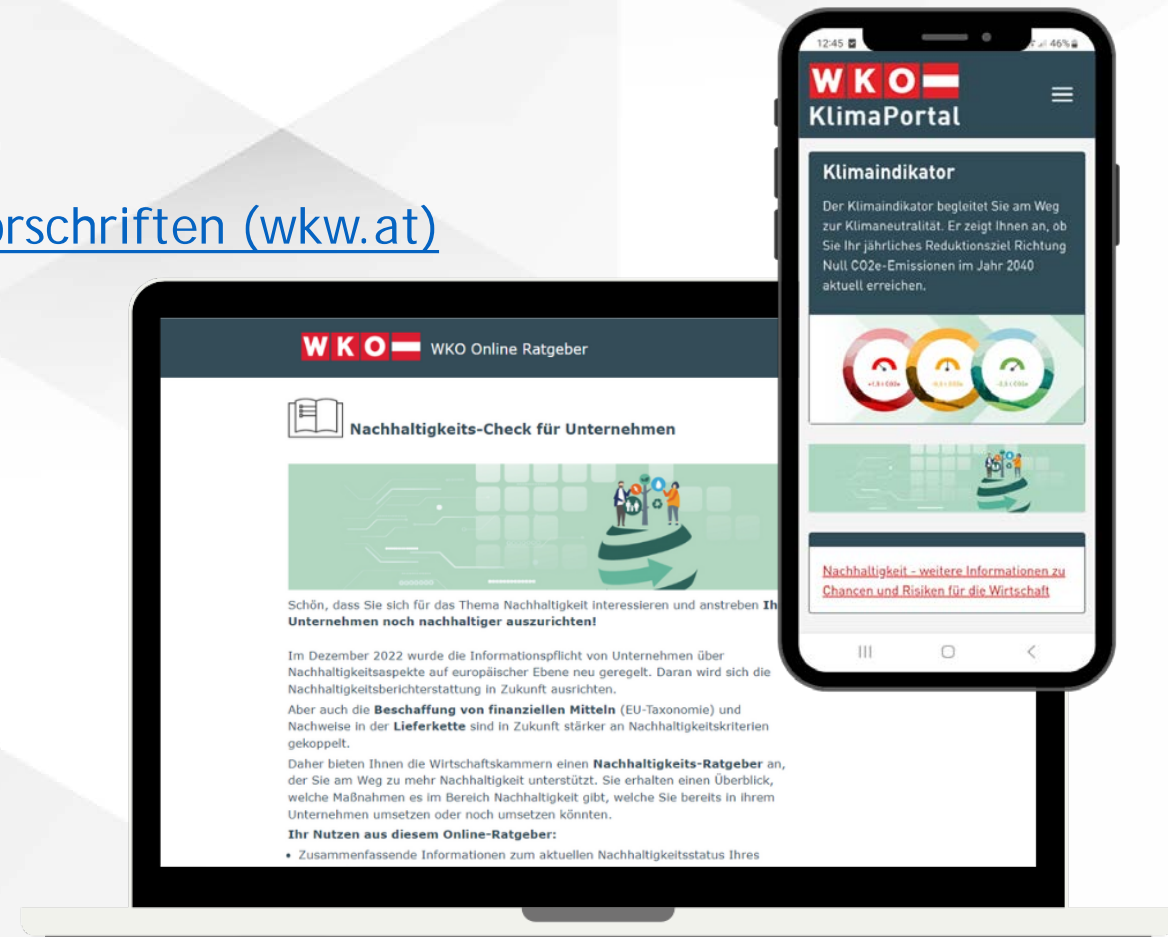 orschriften (wkw.at)
WKO WKO Online Ratgeber
Nachhaltigkeits-Check für Unternehmen
Schön, dass Sie sich für das Thema Nachhaltigkeit interessieren und anstreben Ih
Unternehmen noch nachhaltiger auszurichten!
Im Dezember 2022 wurde die Informationspflicht von Unternehmen über
Nachhaltigkeitsaspekte auf europäischer Ebene neu geregelt. Daran wird sich die
Nachhaltigkeitsberichterstattung in Zukunft ausrichten.
Aber auch die Beschaffung von finanziellen Mitteln (EU-Taxonomie) und
Nachweise in der Lieferkette sind in Zukunft stärker an Nachhaltigkeitskriterien
gekoppelt.
Daher bieten Ihnen die Wirtschaftskammern einen Nachhaltigkeits-Ratgeber an,
der Sie am Weg zu mehr Nachhaltigkeit unterstützt. Sie erhalten einen Überblick,
welche Maßnahmen es im Bereich Nachhaltigkeit gibt, welche Sie bereits in ihrem
Unternehmen umsetzen oder noch umsetzen könnten.
Ihr Nutzen aus diesem Online-Ratgeber:
• Zusammenfassende Informationen zum aktuellen Nachhaltigkeitsstatus Ihres
12:45 46%
WKO
KlimaPortal
Klimaindikator
Der Klimaindikator begleitet Sie am Weg
zur Klimaneutralität. Er zeigt Ihnen an, ob
Sie Ihr jährliches Reduktionsziel Richtung
Null CO2e-Emissionen im Jahr 2040
aktuell erreichen.
Nachhaltigkeit - weitere Informationen zu
Chancen und Risiken für die Wirtschaft